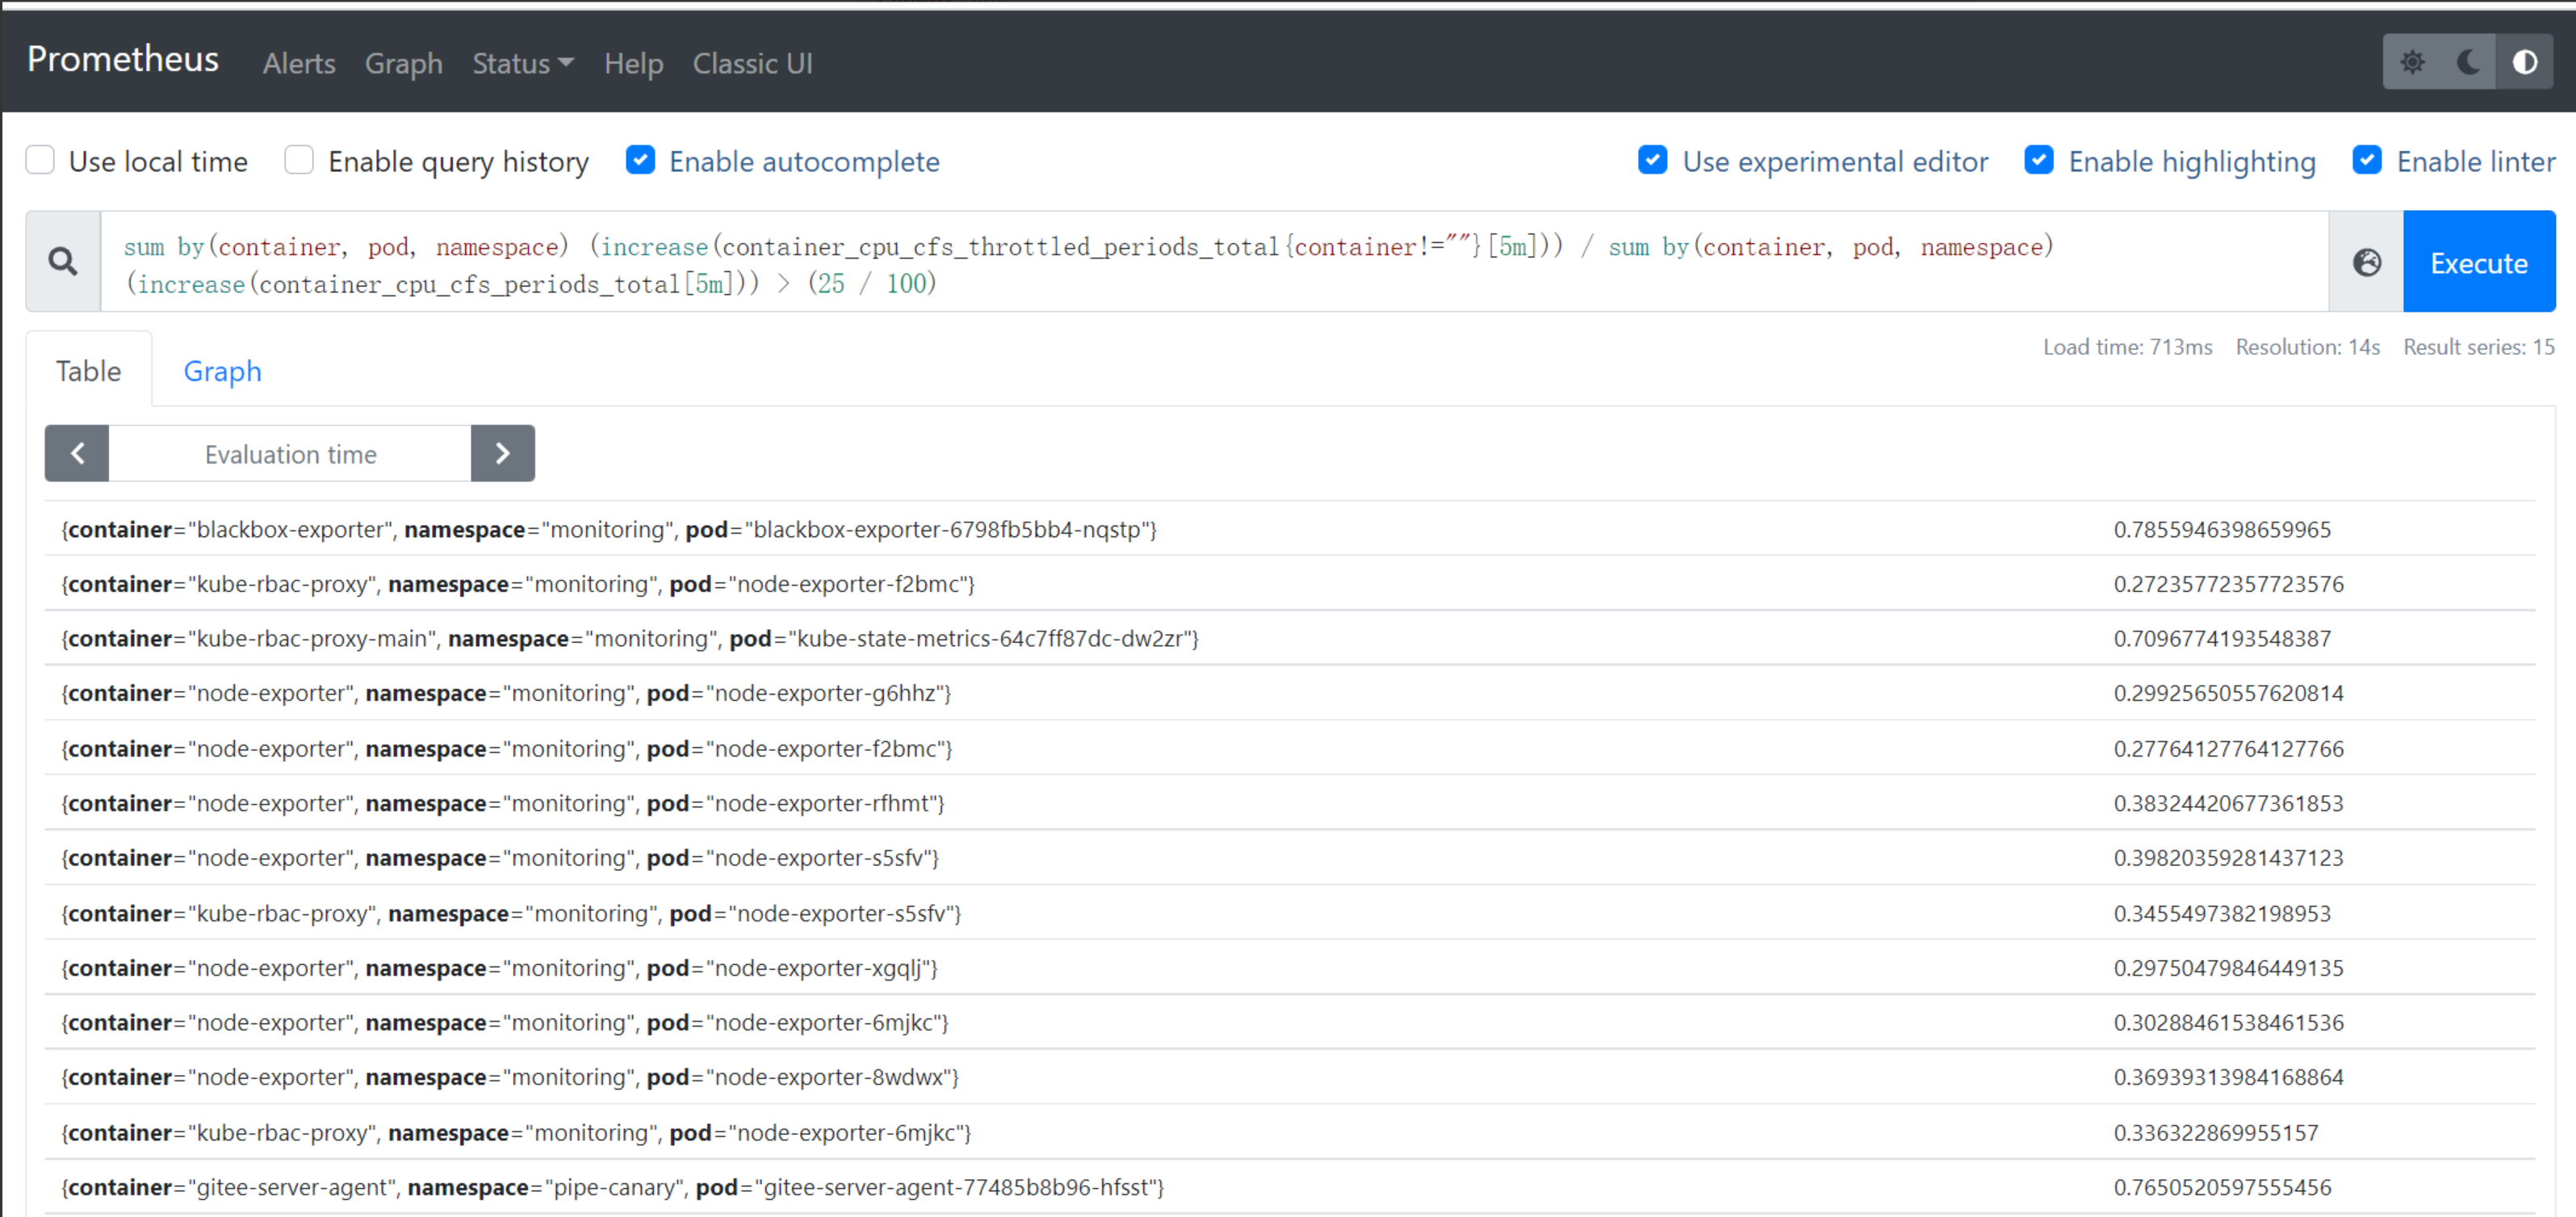 Prometheus Alerts Graph Status Help Classic UI
Use local time Enable query history Enable autocomplete Use experimental editor Enable highlighting Enable linter
sum by(container, pod, namespace) (increase(container_cpu_cfs_throttled_periods_total{container!=""}[5m])) / sum by(container, pod, namespace)
(increase(container_cpu_cfs_periods_total[5m])) > (25 / 100)
Execute
Load time: 713ms Resolution: 14s Result series: 15
Table Graph
Evaluation time
{container="blackbox-exporter", namespace="monitoring", pod="blackbox-exporter-6798fb5bb4-nqstp"} 0.7855946398659965
{container="kube-rbac-proxy", namespace="monitoring", pod="node-exporter-f2bmc"} 0.27235772357723576
{container="kube-rbac-proxy-main", namespace="monitoring", pod="kube-state-metrics-64c7ff87dc-dw2zr"} 0.7096774193548387
{container="node-exporter", namespace="monitoring", pod="node-exporter-g6hhz"} 0.29925650557620814
{container="node-exporter", namespace="monitoring", pod="node-exporter-f2bmc"} 0.27764127764127766
{container="node-exporter", namespace="monitoring", pod="node-exporter-rfhmt"} 0.38324420677361853
{container="node-exporter", namespace="monitoring", pod="node-exporter-s5sfv"} 0.39820359281437123
{container="kube-rbac-proxy", namespace="monitoring", pod="node-exporter-s5sfv"} 0.3455497382198953
{container="node-exporter", namespace="monitoring", pod="node-exporter-xgqlj"} 0.29750479846449135
{container="node-exporter", namespace="monitoring", pod="node-exporter-6mjkc"} 0.30288461538461536
{container="node-exporter", namespace="monitoring", pod="node-exporter-8wdwx"} 0.36939313984168864
{container="kube-rbac-proxy", namespace="monitoring", pod="node-exporter-6mjkc"} 0.336322869955157
{container="gitee-server-agent", namespace="pipe-canary", pod="gitee-server-agent-77485b8b96-hfsst"} 0.7650520597555456